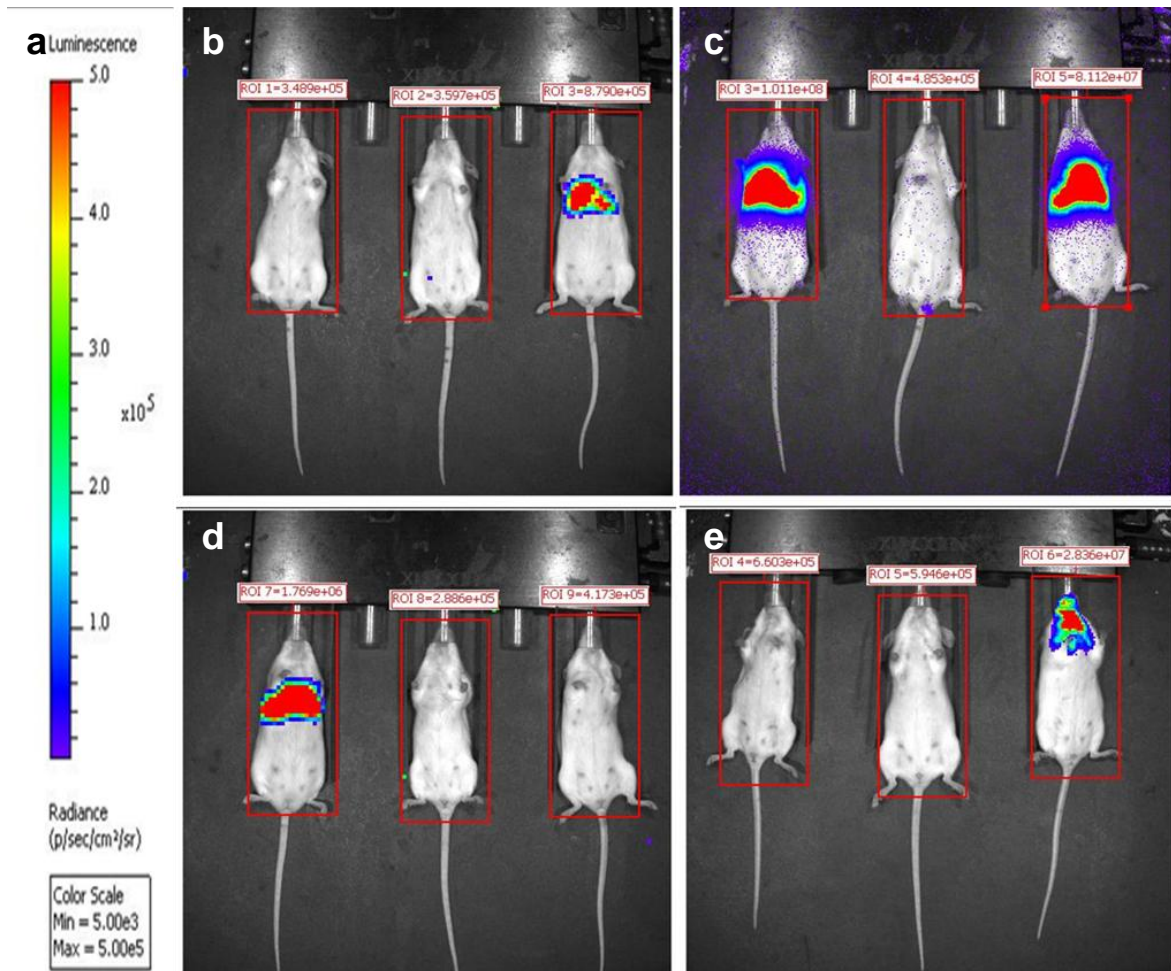 a
Luminescence
5.0
4.0
3.0
x10⁵
2.0
1.0
Radiance
(p/sec/cm²/sr)
Color Scale
Min = 5.00e3
Max = 5.00e5
b
ROI 1=3.489e+05
ROI 2=3.597e+05
ROI 3=8.790e+05
c
ROI 3=1.011e+08
ROI 4=4.853e+05
ROI 5=8.112e+07
d
ROI 7=1.769e+06
ROI 8=2.886e+05
ROI 9=4.173e+05
e
ROI 4=6.603e+05
ROI 5=5.946e+05
ROI 6=2.836e+07